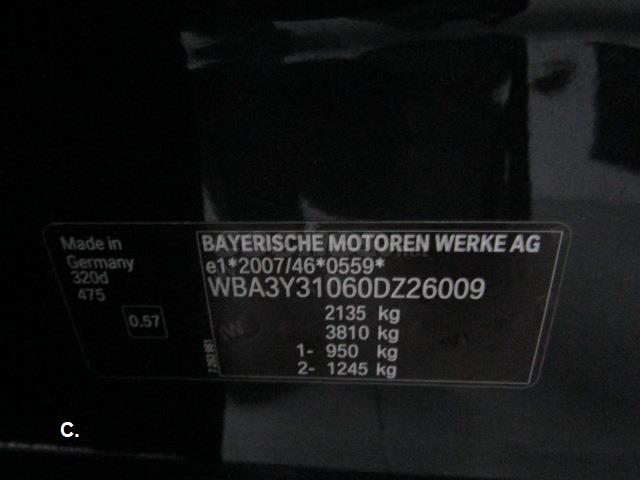 Made in
Germany
320d
475
0.57
BAYERISCHE MOTOREN WERKE AG
e1*2007/46*0559*
WBA3Y31060DZ26009
2135 kg
3810 kg
1- 950 kg
2- 1245 kg
C.